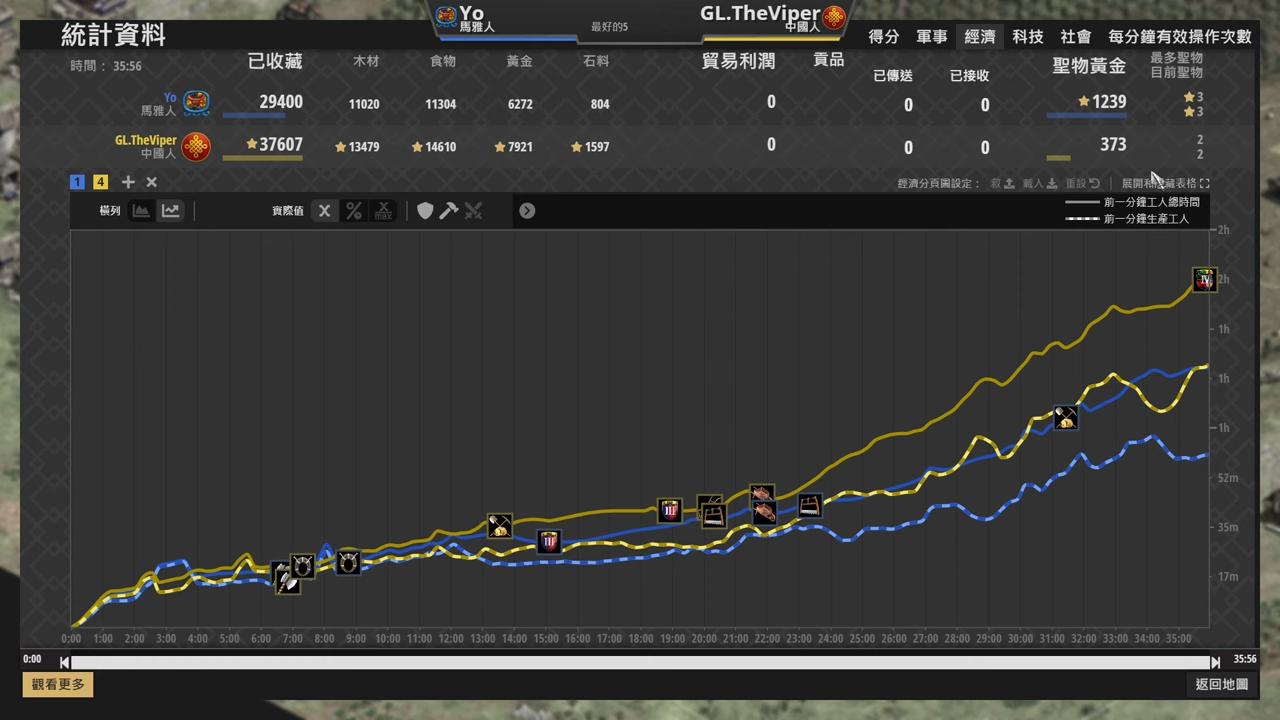 Yo
馬雅人
最好的5
GL.TheViper
中國人
統計資料
得分 軍事 經濟 科技 社會 每分鐘有效操作次數
時間： 35:56
已收藏 木材 食物 黃金 石料 貿易利潤 貢品 已傳送 已接收 聖物黃金 最多聖物
目前聖物
Yo
馬雅人
29400 11020 11304 6272 804 0 0 0 1239 3
3
GL.TheViper
中國人
37607 13479 14610 7921 1597 0 0 0 373 2
2
1 4
經濟分頁圖設定： 載入 重設
橫列 實際值 X % X max
前一分鐘工人總時間
前一分鐘生產工人
2h
2h
1h
1h
1h
52m
35m
17m
III III IV
0:00 1:00 2:00 3:00 4:00 5:00 6:00 7:00 8:00 9:00 10:00 11:00 12:00 13:00 14:00 15:00 16:00 17:00 18:00 19:00 20:00 21:00 22:00 23:00 24:00 25:00 26:00 27:00 28:00 29:00 30:00 31:00 32:00 33:00 34:00 35:00
0:00 35:56
觀看更多 返回地圖